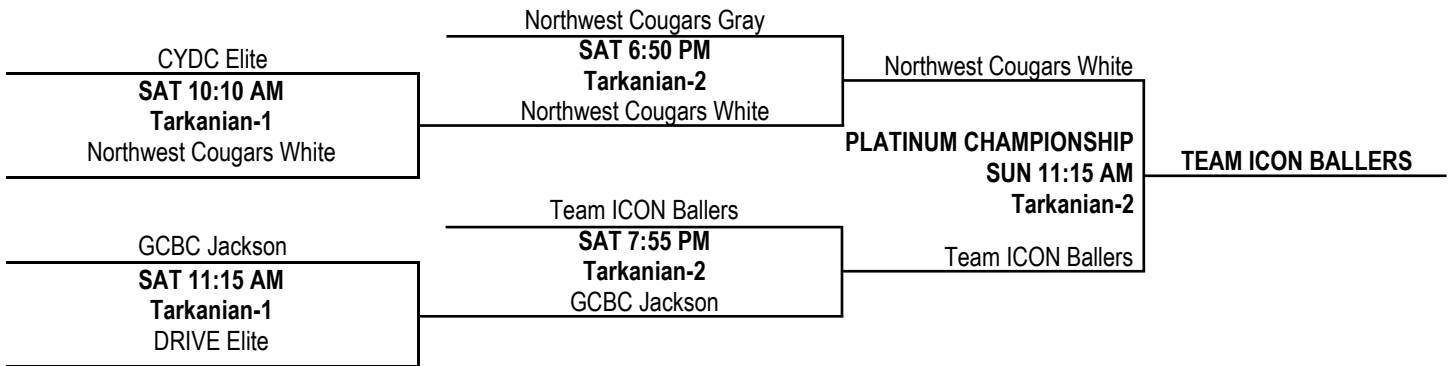 CYDC Elite
SAT 10:10 AM
Tarkanian-1
Northwest Cougars White
GCBC Jackson
SAT 11:15 AM
Tarkanian-1
DRIVE Elite
Northwest Cougars Gray
SAT 6:50 PM
Tarkanian-2
Northwest Cougars White
Team ICON Ballers
SAT 7:55 PM
Tarkanian-2
GCBC Jackson
Northwest Cougars White
PLATINUM CHAMPIONSHIP
SUN 11:15 AM
Tarkanian-2
Team ICON Ballers
TEAM ICON BALLERS